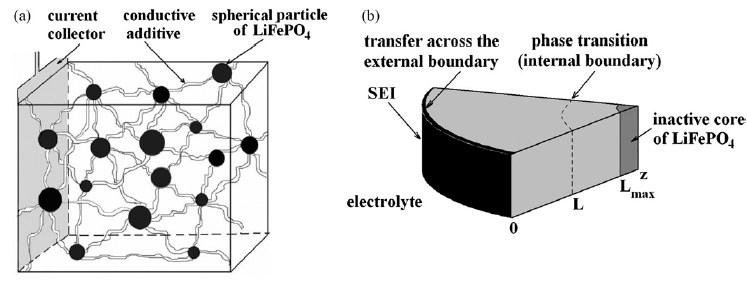 (a)
current
collector
conductive
additive
spherical particle
of LiFePO₄
(b)
transfer across the
external boundary
phase transition
(internal boundary)
SEI
inactive core
of LiFePO₄
electrolyte
z
L_max
L
0